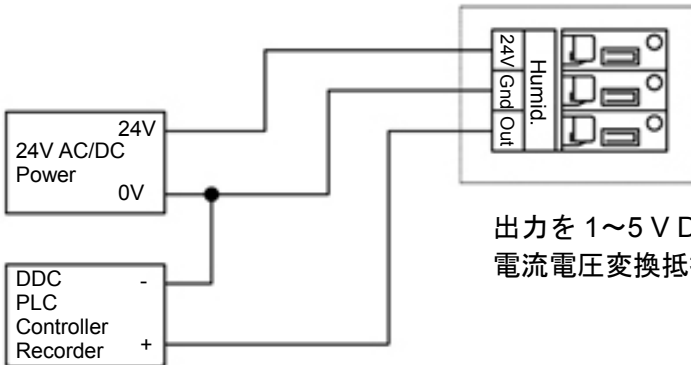 24V
24V AC/DC
Power
0V
DDC
PLC
Controller
Recorder
-
+
24V
Gnd
Out
Humid.
出力を 1～5 V
電流電圧変換抵